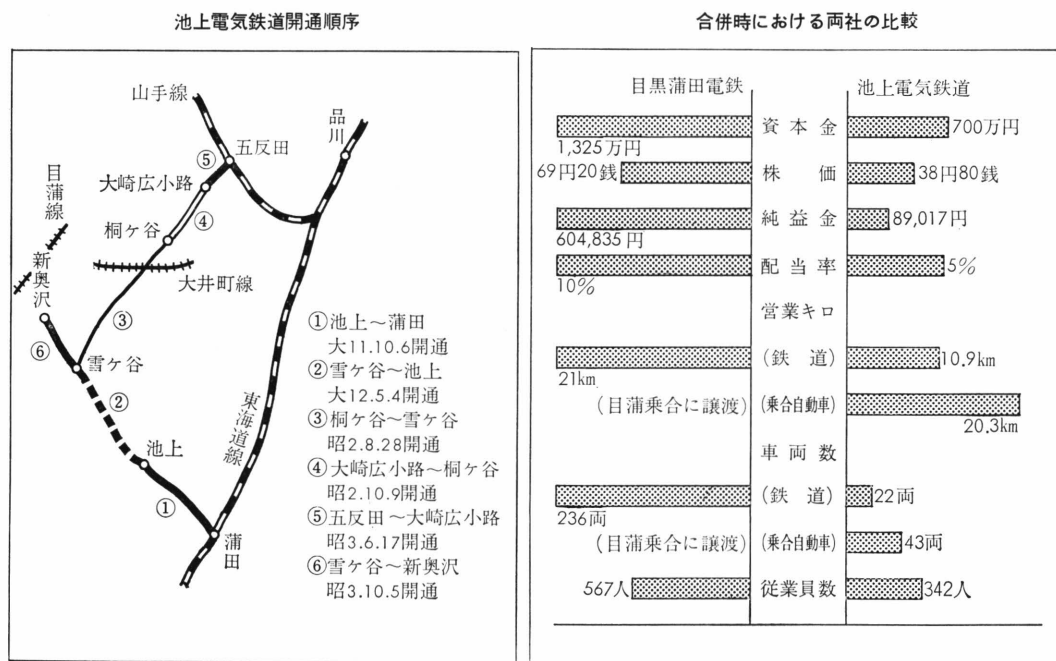 池上電気鉄道開通順序
山手線
品川
⑤
五反田
目蒲線
大崎広小路
④
桐ケ谷
新奥沢
大井町線
③
⑥
雪ケ谷
②
東海道線
池上
①
蒲田
①池上～蒲田
大11.10.6開通
②雪ケ谷～池上
大12.5.4開通
③桐ケ谷～雪ケ谷
昭2.8.28開通
④大崎広小路～桐ケ谷
昭2.10.9開通
⑤五反田～大崎広小路
昭3.6.17開通
⑥雪ケ谷～新奥沢
昭3.10.5開通
合併時における両社の比較
目黒蒲田電鉄 池上電気鉄道
資本金 700万円
1,325万円
69円20銭 株価 38円80銭
純益金 89,017円
604,835円
配当率 5%
10%
営業キロ
(鉄道) 10.9km
21km
(目蒲乗合に譲渡) (乗合自動車)
20.3km
車両数
(鉄道) 22両
236両
(目蒲乗合に譲渡) (乗合自動車) 43両
567人 従業員数 342人